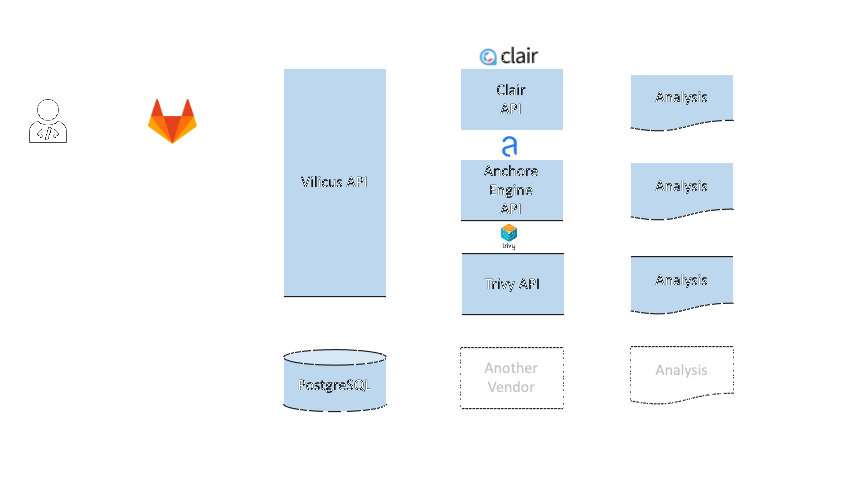 clair
Clair
API
Analysis
</>
Vilicus API
Anchore
Engine
API
Analysis
trivy
Trivy API
Analysis
PostgreSQL
Another
Vendor
Analysis